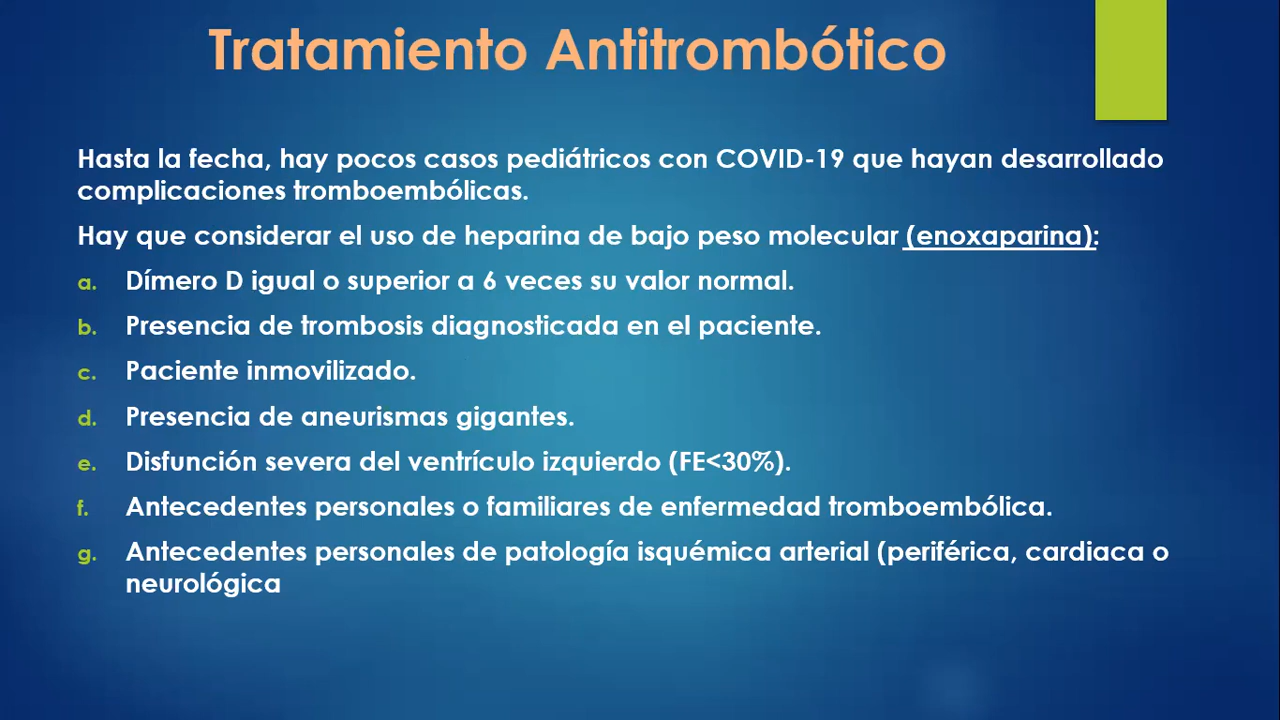 Tratamiento Antitrombótico
Hasta la fecha, hay pocos casos pediátricos con COVID-19 que hayan desarrollado
complicaciones tromboembólicas.
Hay que considerar el uso de heparina de bajo peso molecular (enoxaparina):
a. Dímero D igual o superior a 6 veces su valor normal.
b. Presencia de trombosis diagnosticada en el paciente.
c. Paciente inmovilizado.
d. Presencia de aneurismas gigantes.
e. Disfunción severa del ventrículo izquierdo (FE<30%).
f. Antecedentes personales o familiares de enfermedad tromboembólica.
g. Antecedentes personales de patología isquémica arterial (periférica, cardiaca o
neurológica